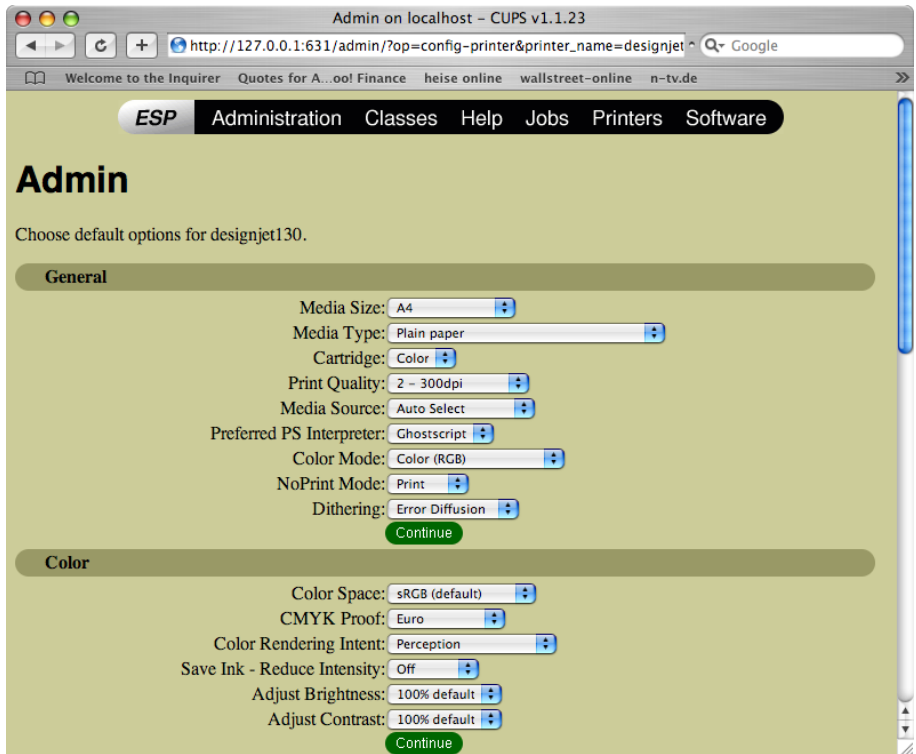 Admin on localhost – CUPS v1.1.23
http://127.0.0.1:631/admin/?op=config-printer&printer_name=designjet
Google
Welcome to the Inquirer Quotes for A...oo! Finance heise online wallstreet-online n-tv.de
ESP Administration Classes Help Jobs Printers Software
Admin
Choose default options for designjet130.
General
Media Size: A4
Media Type: Plain paper
Cartridge: Color
Print Quality: 2 – 300dpi
Media Source: Auto Select
Preferred PS Interpreter: Ghostscript
Color Mode: Color (RGB)
NoPrint Mode: Print
Dithering: Error Diffusion
Continue
Color
Color Space: sRGB (default)
CMYK Proof: Euro
Color Rendering Intent: Perception
Save Ink - Reduce Intensity: Off
Adjust Brightness: 100% default
Adjust Contrast: 100% default
Continue